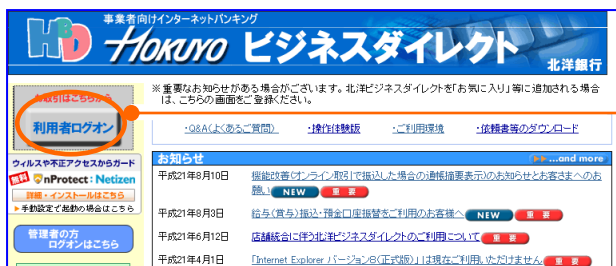 事業者向けインターネットバンキング
HBD HOKUYO ビジネスダイレクト
北洋銀行
お取引はこちらから
利用者ログオン
ウィルスや不正アクセスからガード
無料 nProtect：Netizen
詳細・インストールはこちら
▶手動設定で起動の場合はこちら
管理者の方
ログオンはこちら
※重要なお知らせがある場合がございます。北洋ビジネスダイレクトを「お気に入り」等に追加される場合
は、こちらの画面をご登録ください。
・Q&A(よくあるご質問)　・操作体験版　・ご利用環境　・依頼書等のダウンロード
お知らせ　▶▶...and more
平成21年8月10日　機能改善(オンライン取引で振込した場合の通帳摘要表示)のお知らせとお客さまへのお
願い NEW 重 要
平成21年8月3日　給与(賞与)振込・預金口座振替をご利用のお客様へ NEW 重 要
平成21年6月12日　店舗統合に伴う北洋ビジネスダイレクトのご利用について 重 要
平成21年4月1日　「Internet Explorer バージョン8(正式版)」は現在ご利用いただけません 重 要